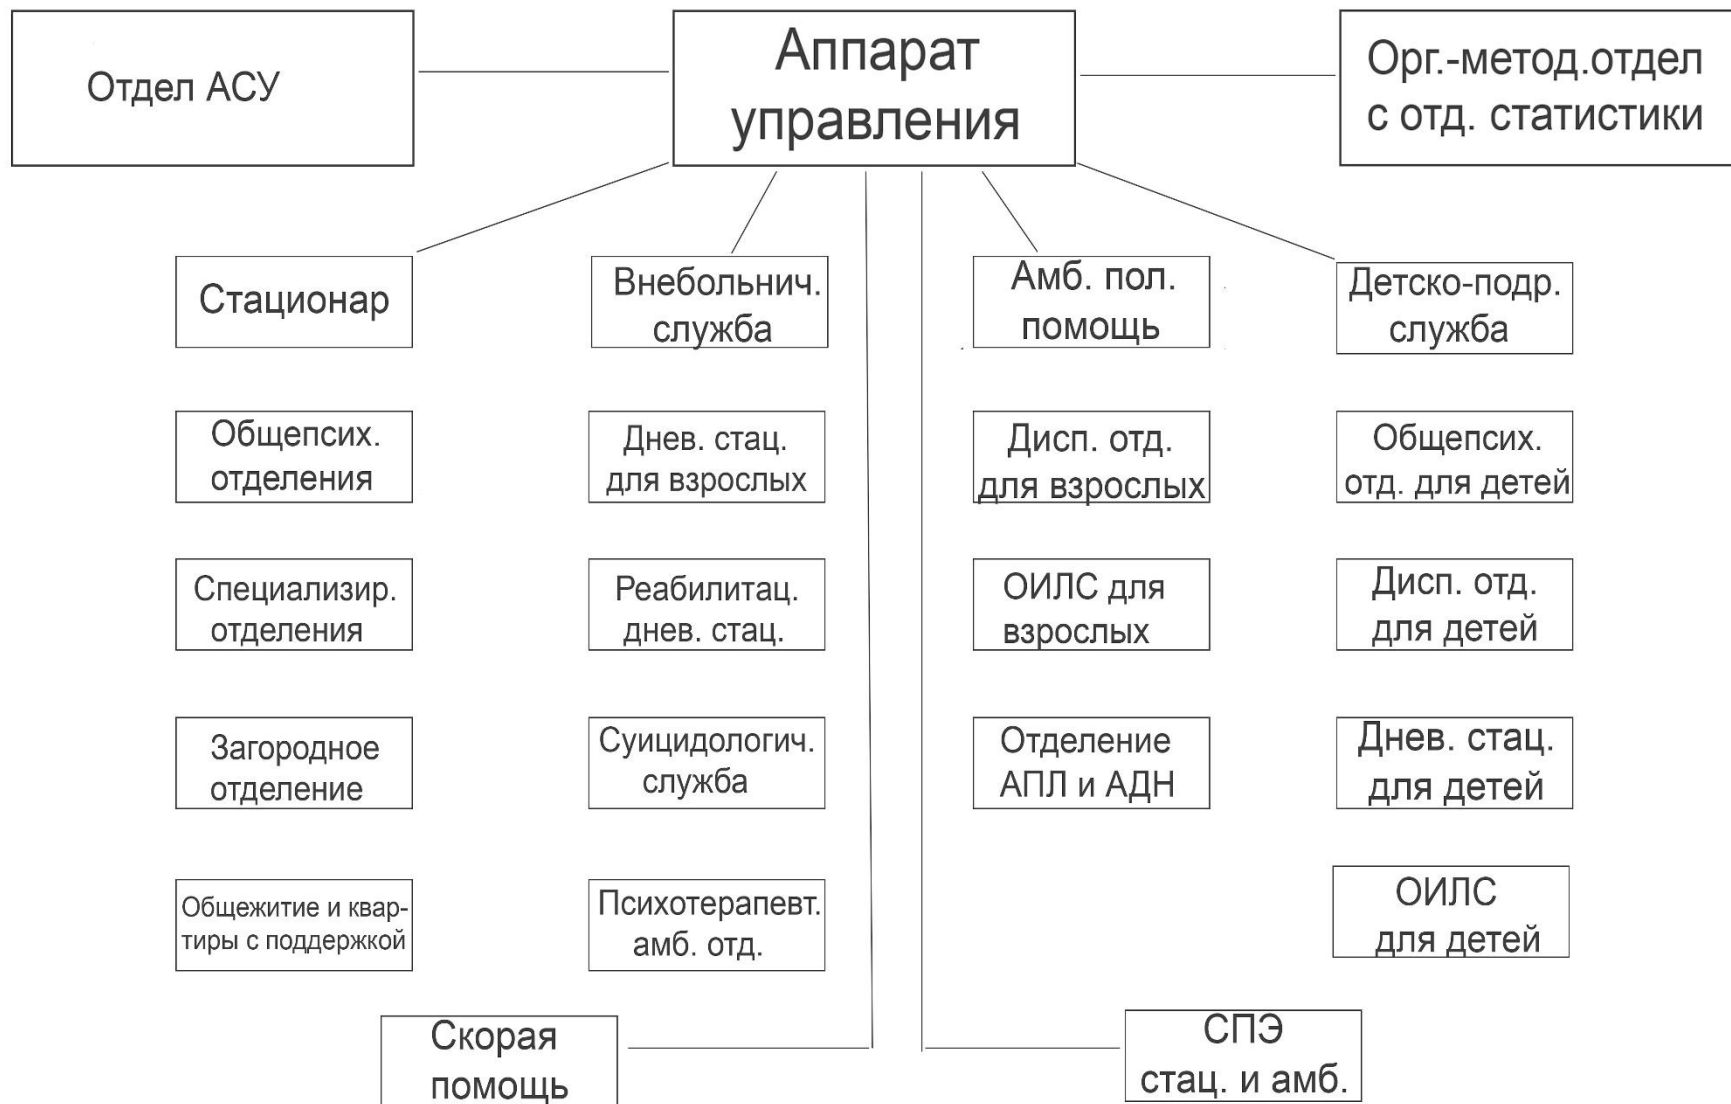 Отдел АСУ
Аппарат
управления
Орг.-метод.отдел
с отд. статистики
Стационар
Внебольнич.
служба
Амб. пол.
помощь
Детско-подр.
служба
Общепсих.
отделения
Днев. стац.
для взрослых
Дисп. отд.
для взрослых
Общепсих.
отд. для детей
Специализир.
отделения
Реабилитац.
днев. стац.
ОИЛС для
взрослых
Дисп. отд.
для детей
Загородное
отделение
Суицидологич.
служба
Отделение
АПЛ и АДН
Днев. стац.
для детей
Общежитие и квар-
тиры с поддержкой
Психотерапевт.
амб. отд.
ОИЛС
для детей
Скорая
помощь
СПЭ
стац. и амб.